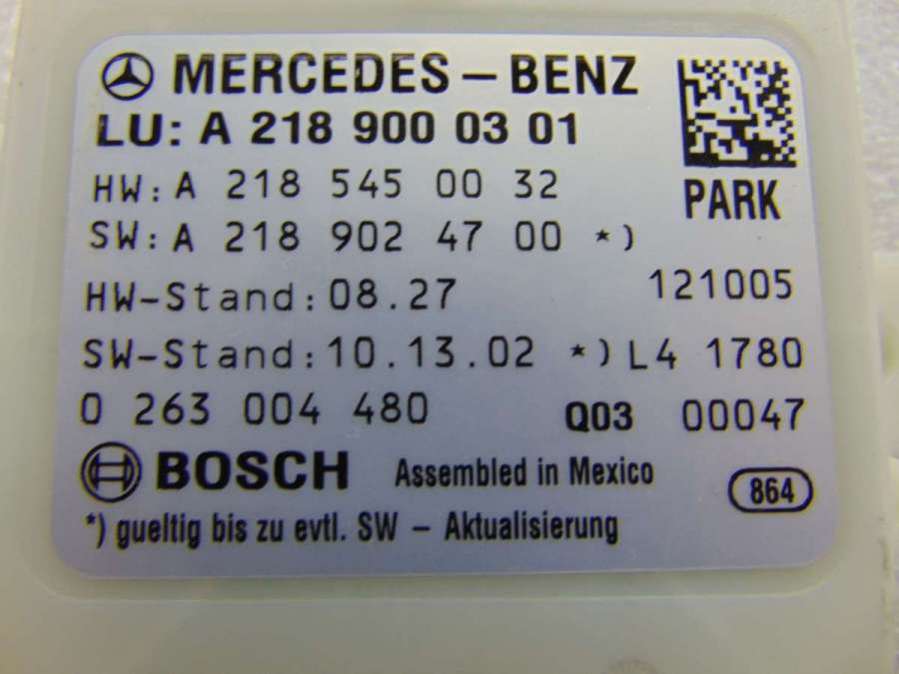 MERCEDES-BENZ
LU: A 218 900 03 01
HW: A 218 545 00 32
PARK
SW: A 218 902 47 00 *)
HW-Stand: 08.27 121005
SW-Stand: 10.13.02 *) L4 1780
0 263 004 480 Q03 00047
BOSCH Assembled in Mexico 864
*) gueltig bis zu evtl. SW - Aktualisierung